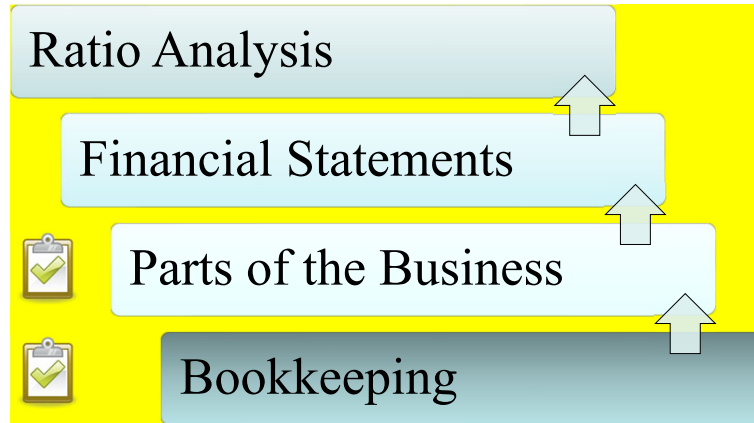 Ratio Analysis
Financial Statements
Parts of the Business
Bookkeeping